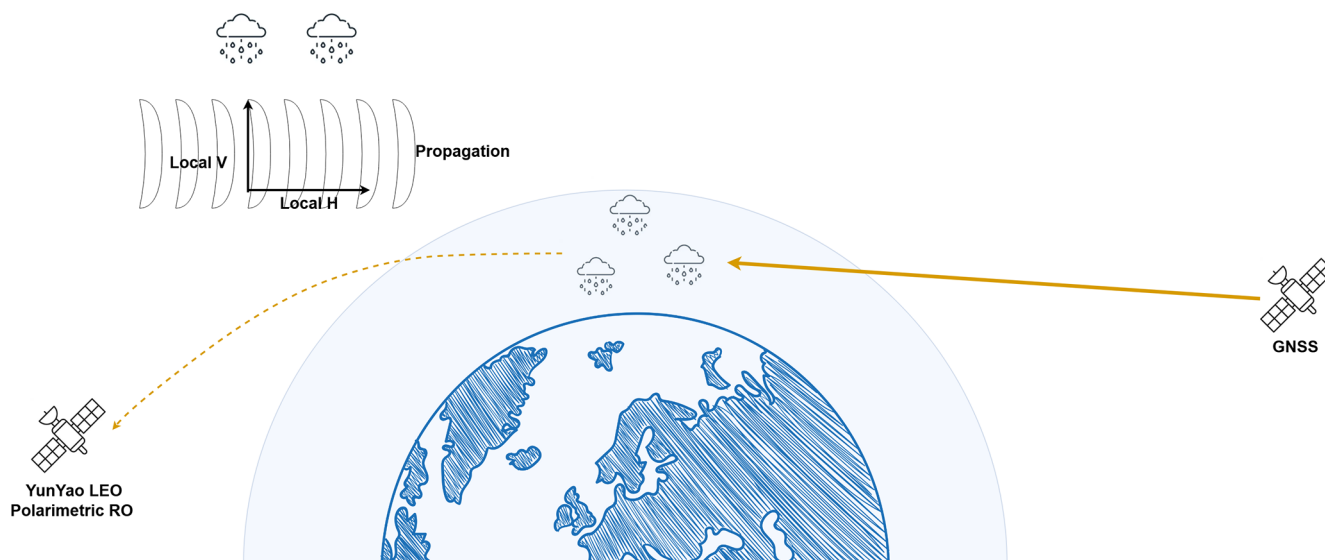 Local V
Propagation
Local H
GNSS
YunYao LEO
Polarimetric RO